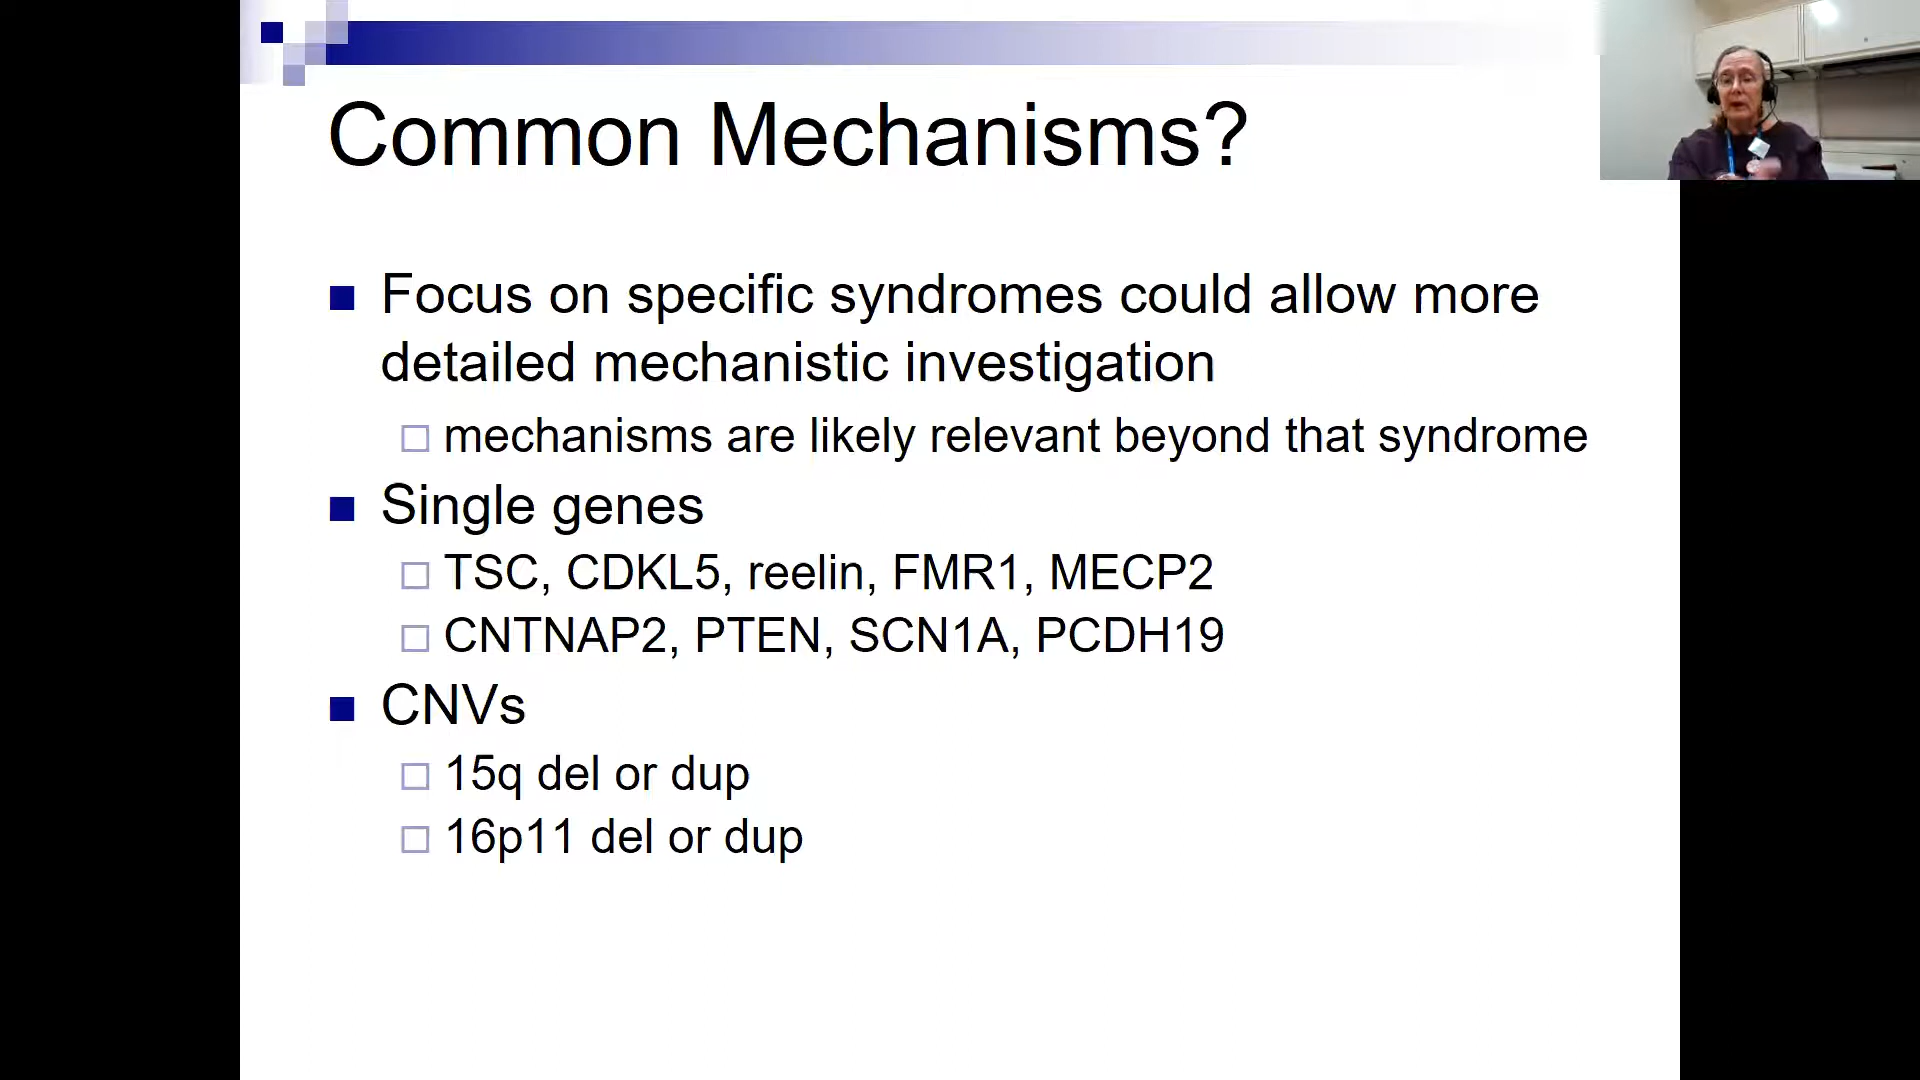 Common Mechanisms?
Focus on specific syndromes could allow more
detailed mechanistic investigation
mechanisms are likely relevant beyond that syndrome
Single genes
TSC, CDKL5, reelin, FMR1, MECP2
CNTNAP2, PTEN, SCN1A, PCDH19
CNVs
15q del or dup
16p11 del or dup